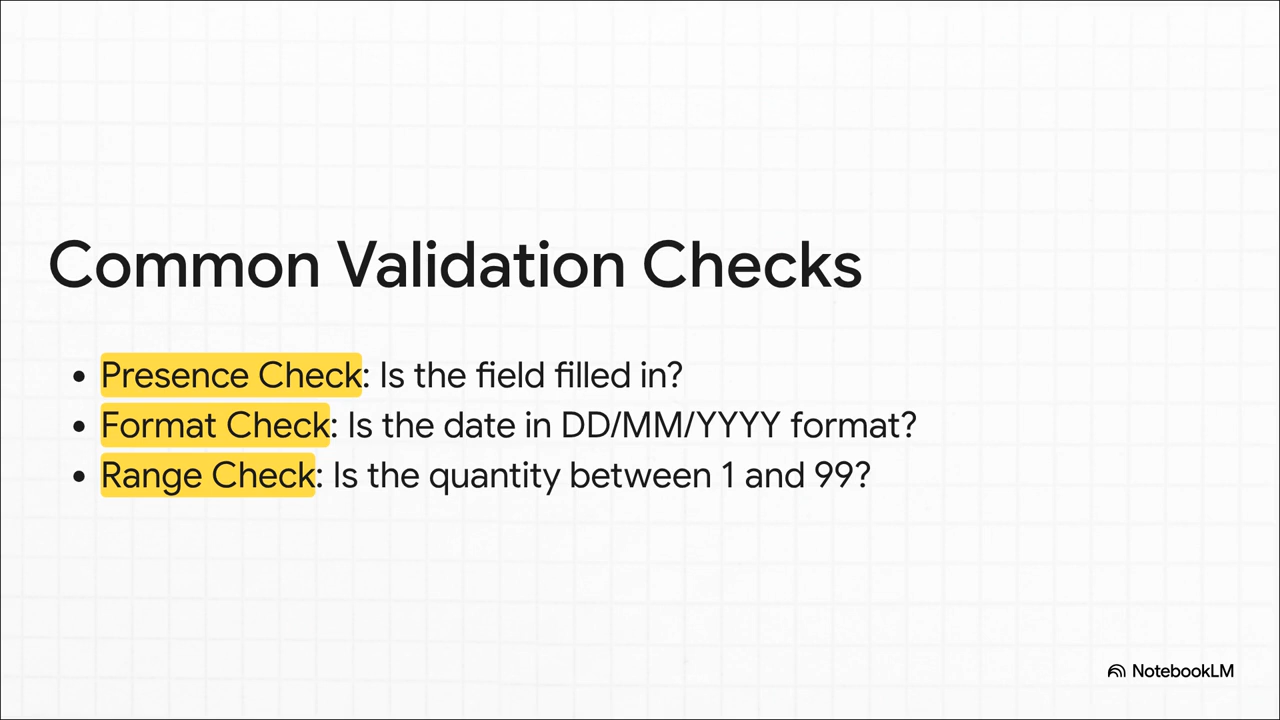 Common Validation Checks
• Presence Check: Is the field filled in?
• Format Check: Is the date in DD/MM/YYYY format?
• Range Check: Is the quantity between 1 and 99?
NotebookLM